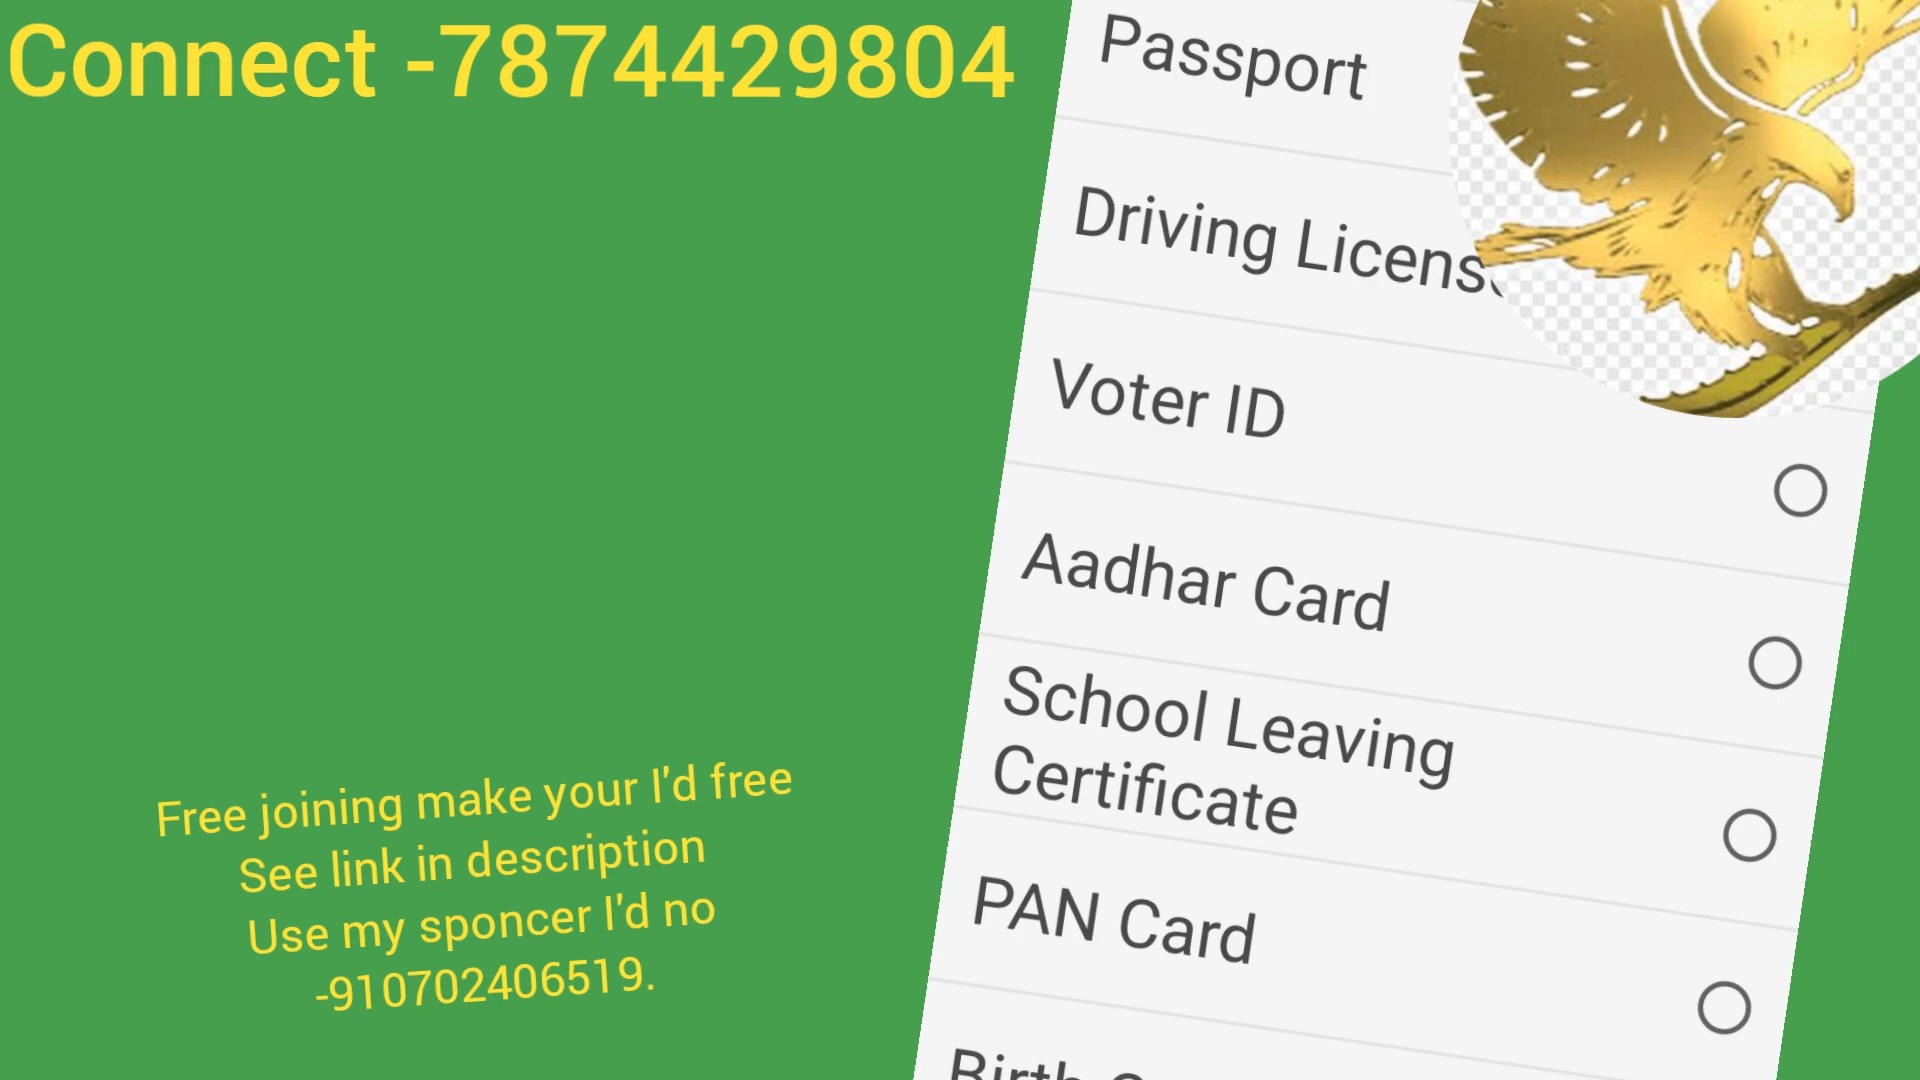 Connect -7874429804
Passport
Driving Licens
Voter ID
Aadhar Card
School Leaving
Certificate
PAN Card
Birth
Free joining make your I'd free
See link in description
Use my sponcer I'd no
-910702406519.